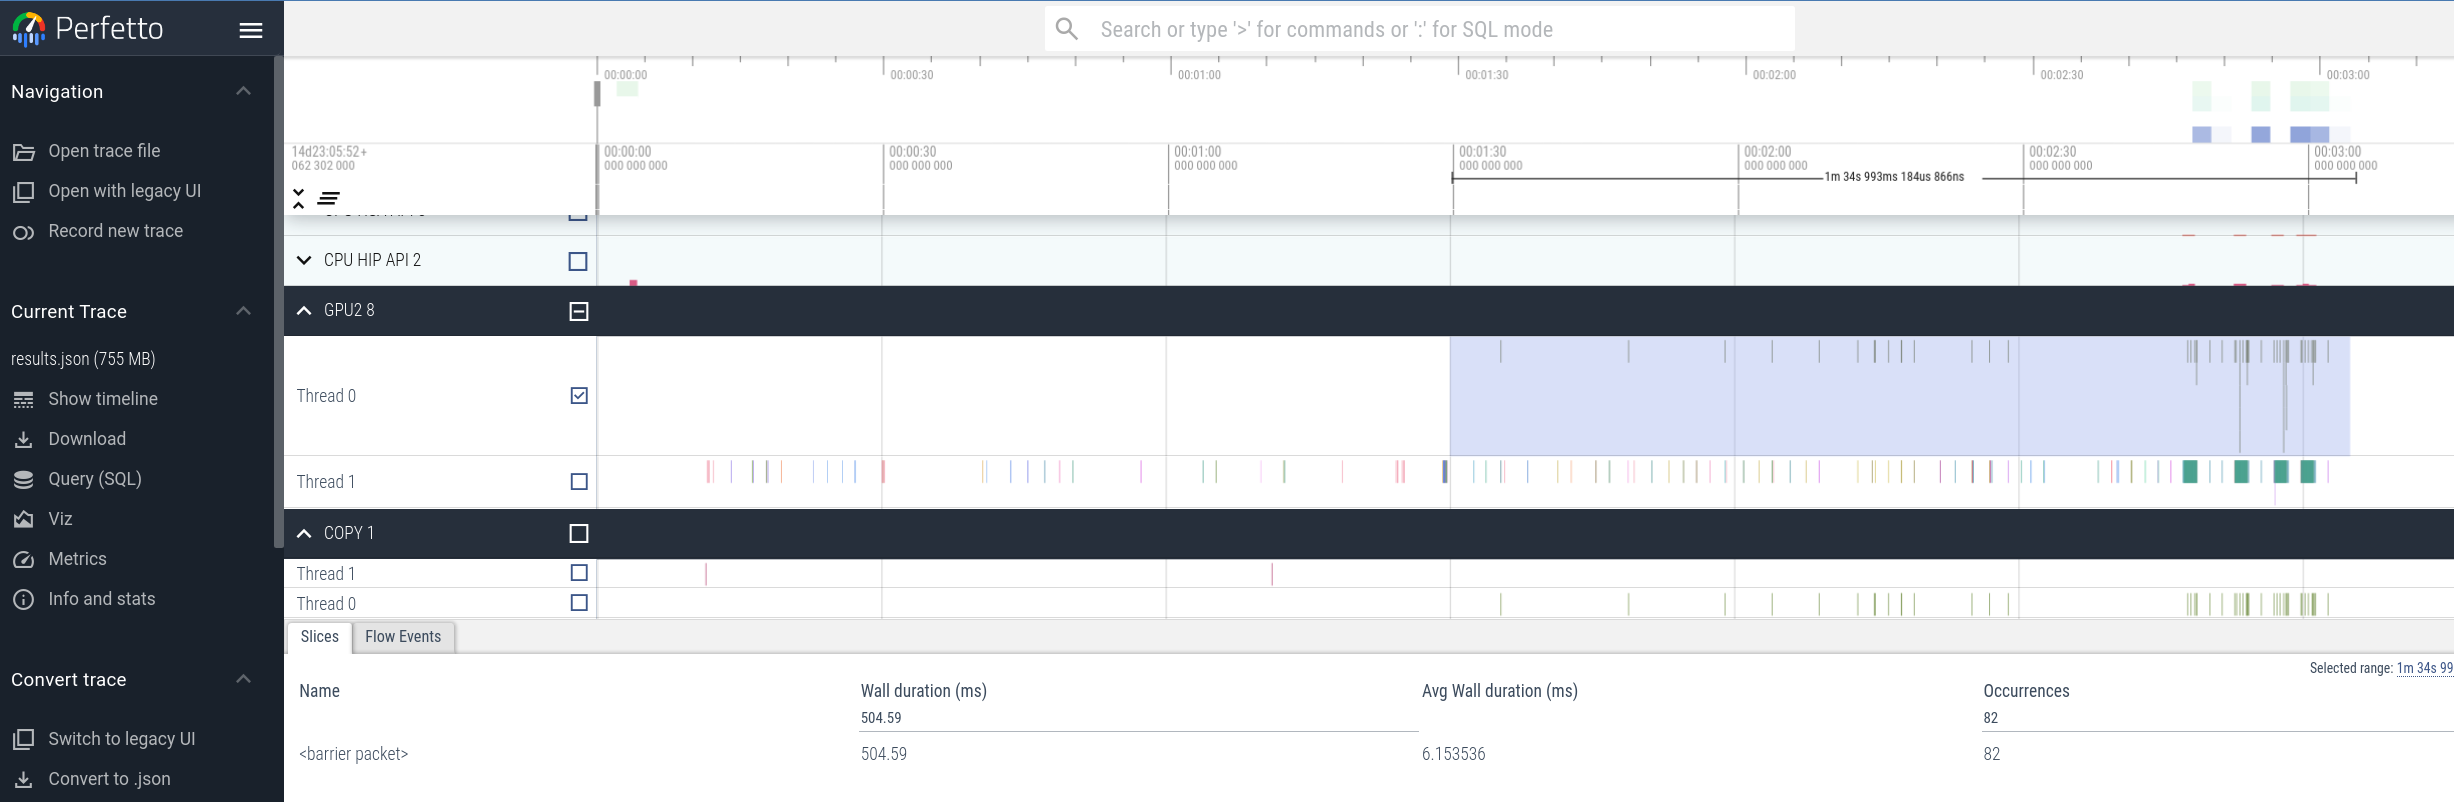 Perfetto
Search or type '>' for commands or ':' for SQL mode
Navigation
Open trace file
Open with legacy UI
Record new trace
Current Trace
results.json (755 MB)
Show timeline
Download
Query (SQL)
Viz
Metrics
Info and stats
Convert trace
Switch to legacy UI
Convert to .json
00:00:00 00:00:30 00:01:00 00:01:30 00:02:00 00:02:30 00:03:00
14d23:05:52+ 00:00:00 00:00:30 00:01:00 00:01:30 00:02:00 00:02:30 00:03:00
062 302 000 000 000 000 000 000 000 000 000 000 000 000 000 000 000 000 000 000 000 000 000 000
1m 34s 993ms 184us 866ns
CPU HIP API 2
GPU2 8
Thread 0
Thread 1
COPY 1
Thread 1
Thread 0
Slices Flow Events
Selected range: 1m 34s 99
Name Wall duration (ms) Avg Wall duration (ms) Occurrences
504.59 82
<barrier packet> 504.59 6.153536 82